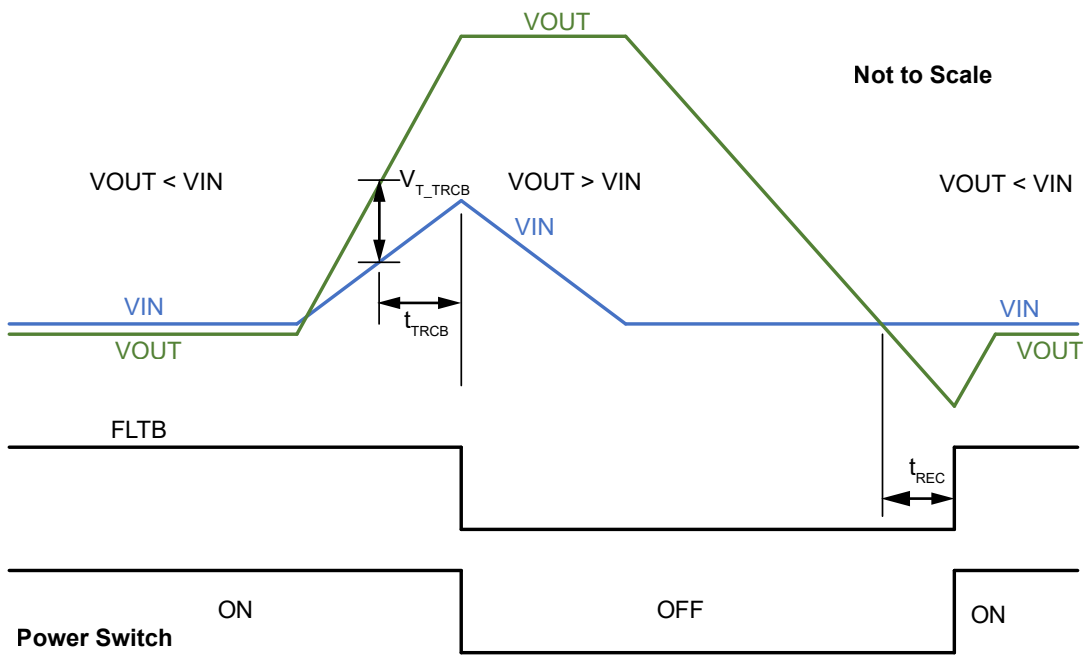 VOUT
Not to Scale
VOUT < VIN
V_T_TRCB
VOUT > VIN
VOUT < VIN
VIN
VIN
VIN
t_TRCB
VOUT
VOUT
FLTB
t_REC
ON
OFF
ON
Power Switch